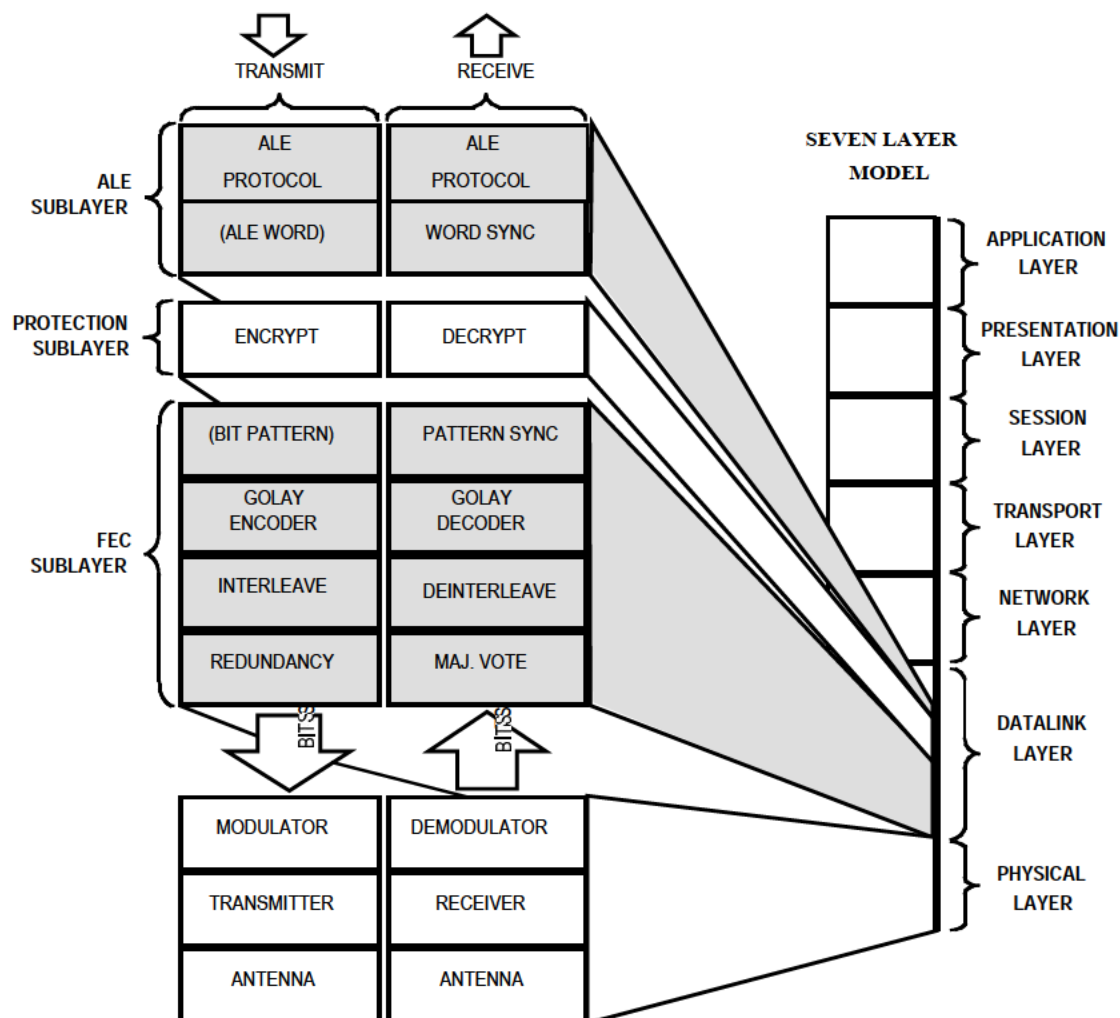 TRANSMIT
RECEIVE
ALE
PROTOCOL
ALE
PROTOCOL
ALE
SUBLAYER
(ALE WORD)
WORD SYNC
PROTECTION
SUBLAYER
ENCRYPT
DECRYPT
FEC
SUBLAYER
(BIT PATTERN)
PATTERN SYNC
GOLAY
ENCODER
GOLAY
DECODER
INTERLEAVE
DEINTERLEAVE
REDUNDANCY
MAJ. VOTE
BITSS
BITSS
MODULATOR
DEMODULATOR
TRANSMITTER
RECEIVER
ANTENNA
ANTENNA
SEVEN LAYER
MODEL
APPLICATION
LAYER
PRESENTATION
LAYER
SESSION
LAYER
TRANSPORT
LAYER
NETWORK
LAYER
DATALINK
LAYER
PHYSICAL
LAYER